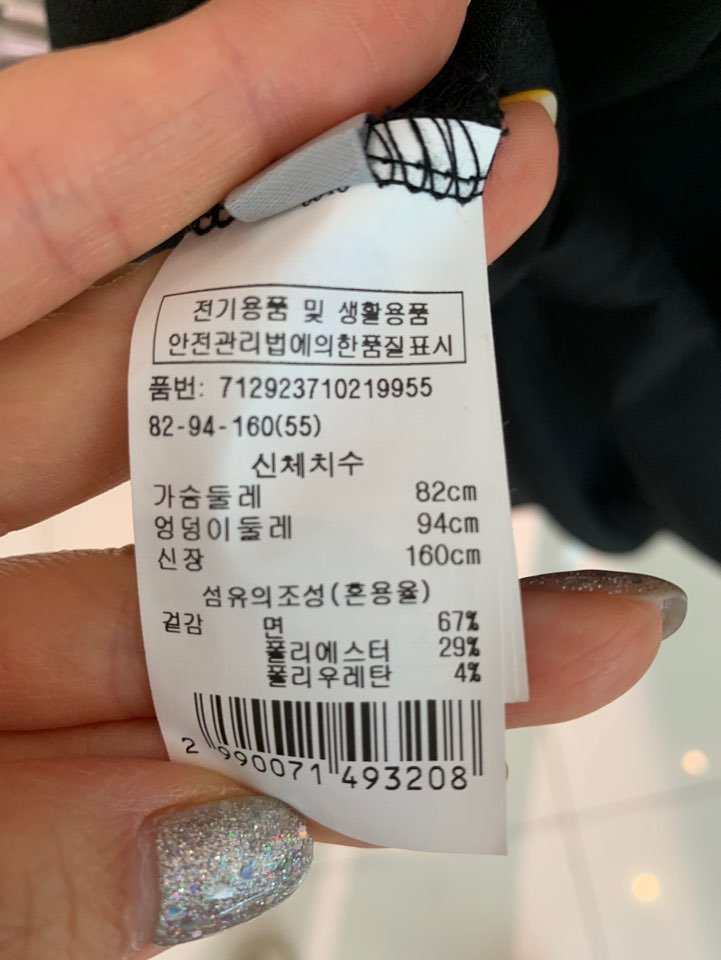 전기용품 및 생활용품
안전관리법에의한품질표시
품번: 712923710219955
82-94-160(55)
신체치수
가슴둘레 82cm
엉덩이둘레 94cm
신장 160cm
섬유의조성(혼용율)
겉감 면 67%
폴리에스터 29%
폴리우레탄 4%
2 990071 493208